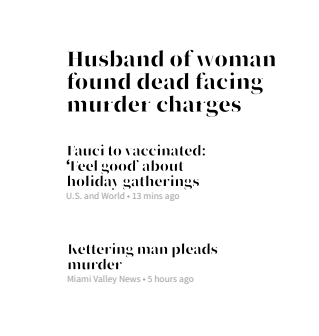 Husband of woman
found dead facing
murder charges
Fauci to vaccinated:
‘Feel good’ about
holiday gatherings
U.S. and World • 13 mins ago
Kettering man pleads
murder
Miami Valley News • 5 hours ago